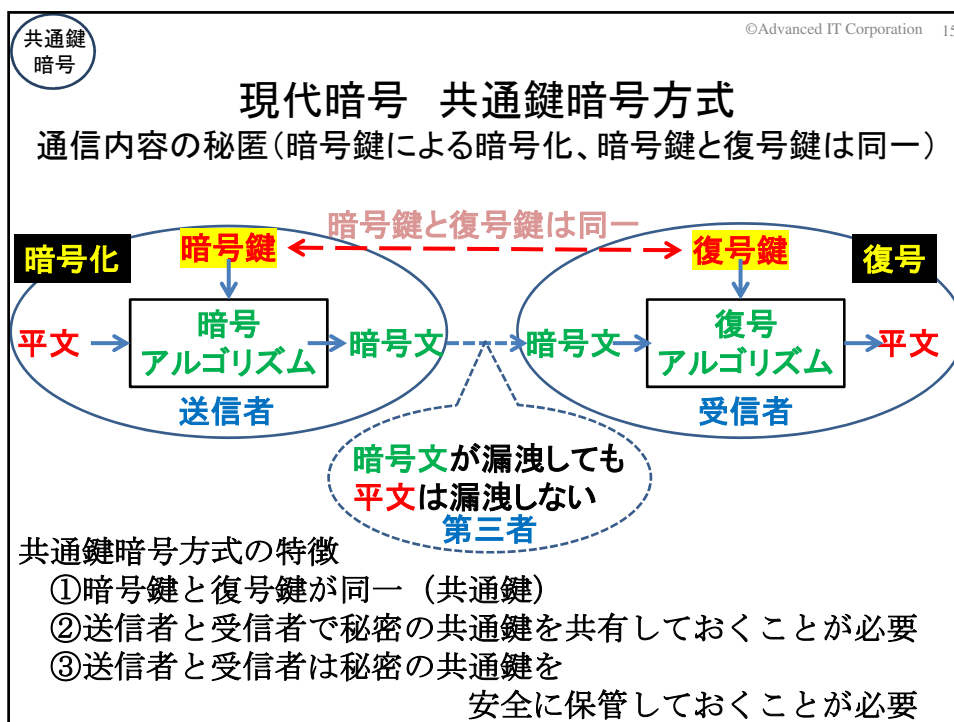 共通鍵
暗号
©Advanced IT Corporation 15
現代暗号 共通鍵暗号方式
通信内容の秘匿(暗号鍵による暗号化、暗号鍵と復号鍵は同一)
暗号鍵と復号鍵は同一
暗号化
暗号鍵
復号鍵
復号
平文
暗号
アルゴリズム
暗号文
暗号文
復号
アルゴリズム
平文
送信者
受信者
暗号文が漏洩しても
平文は漏洩しない
第三者
共通鍵暗号方式の特徴
①暗号鍵と復号鍵が同一(共通鍵)
②送信者と受信者で秘密の共通鍵を共有しておくことが必要
③送信者と受信者は秘密の共通鍵を
安全に保管しておくことが必要